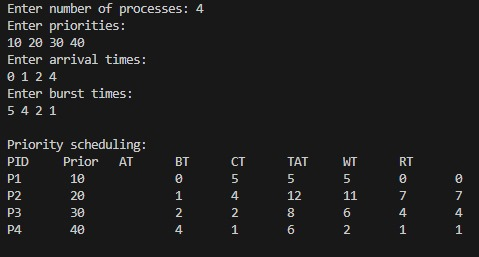 Enter number of processes: 4
Enter priorities:
10 20 30 40
Enter arrival times:
0 1 2 4
Enter burst times:
5 4 2 1
Priority scheduling:
PID Prior AT BT CT TAT WT RT
P1 10 0 5 5 5 0 0
P2 20 1 4 12 11 7 7
P3 30 2 2 8 6 4 4
P4 40 4 1 6 2 1 1